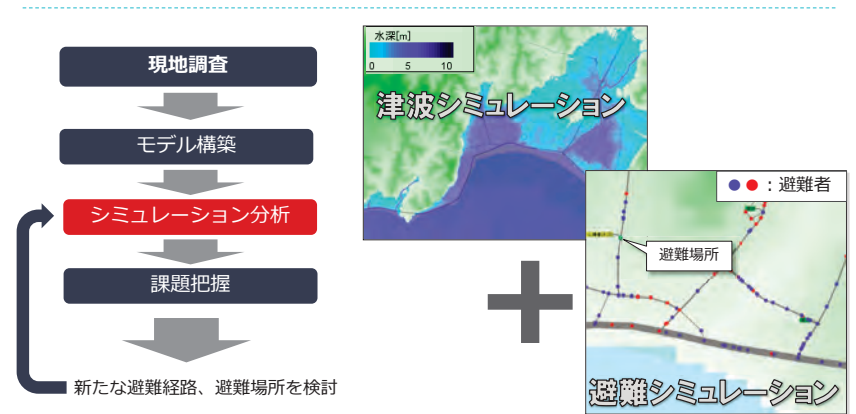 現地調査
モデル構築
シミュレーション分析
課題把握
新たな避難経路、避難場所を検討
水深[m]
0 5 10
津波シミュレーション
●●：避難者
避難場所
避難シミュレーション